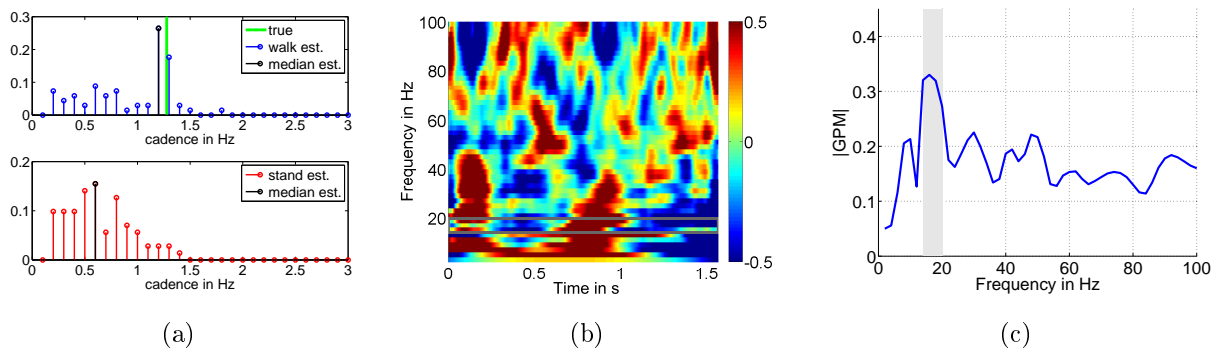 0.3
0.2
0.1
0
0 0.5 1 1.5 2 2.5 3
cadence in Hz
true
walk est.
median est.
0.2
0.1
0
0 0.5 1 1.5 2 2.5 3
cadence in Hz
stand est.
median est.
(a)
Frequency in Hz
100
80
60
40
20
0 0.5 1 1.5
Time in s
0.5
0
-0.5
(b)
|GPM|
0.4
0.3
0.2
0.1
0
0 20 40 60 80 100
Frequency in Hz
(c)